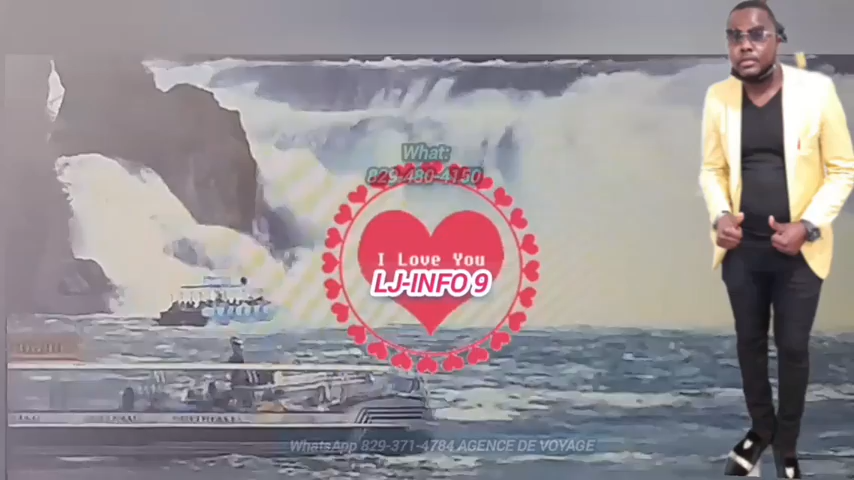 What:
829-480-4150
I Love You
LJ-INFO 9
WhatsApp 829-371-4784 AGENCE DE VOYAGE